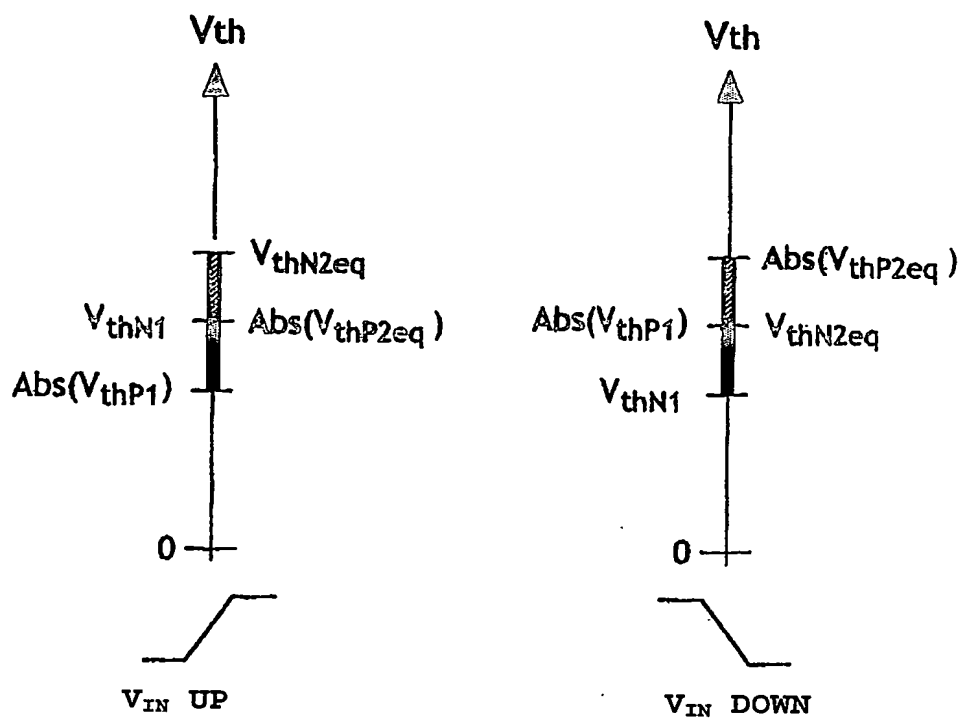 Vth
VthN2eq
VthN1
Abs(VthP2eq)
Abs(VthP1)
0
VIN UP
Vth
Abs(VthP2eq)
Abs(VthP1)
VthN2eq
VthN1
0
VIN DOWN